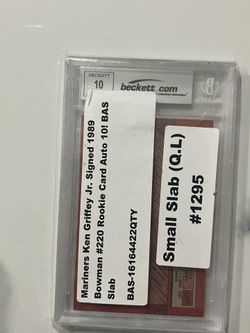 BECKETT
10
beckett.com
Mariners Ken Griffey Jr. Signed 1989
Bowman #220 Rookie Card Auto 10! BAS
Slab
BAS-16164422QTY
Small Slab (Q.L)
#1295